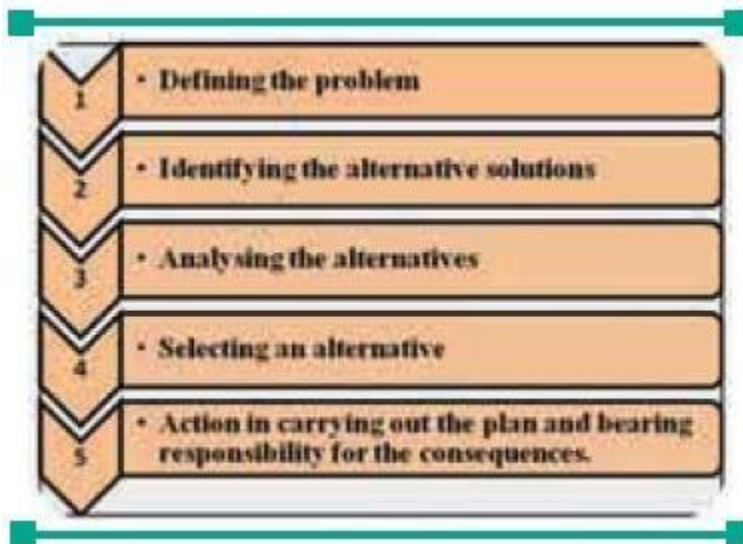 1
• Defining the problem
2
• Identifying the alternative solutions
3
• Analysing the alternatives
4
• Selecting an alternative
5
• Action in carrying out the plan and bearing
responsibility for the consequences.